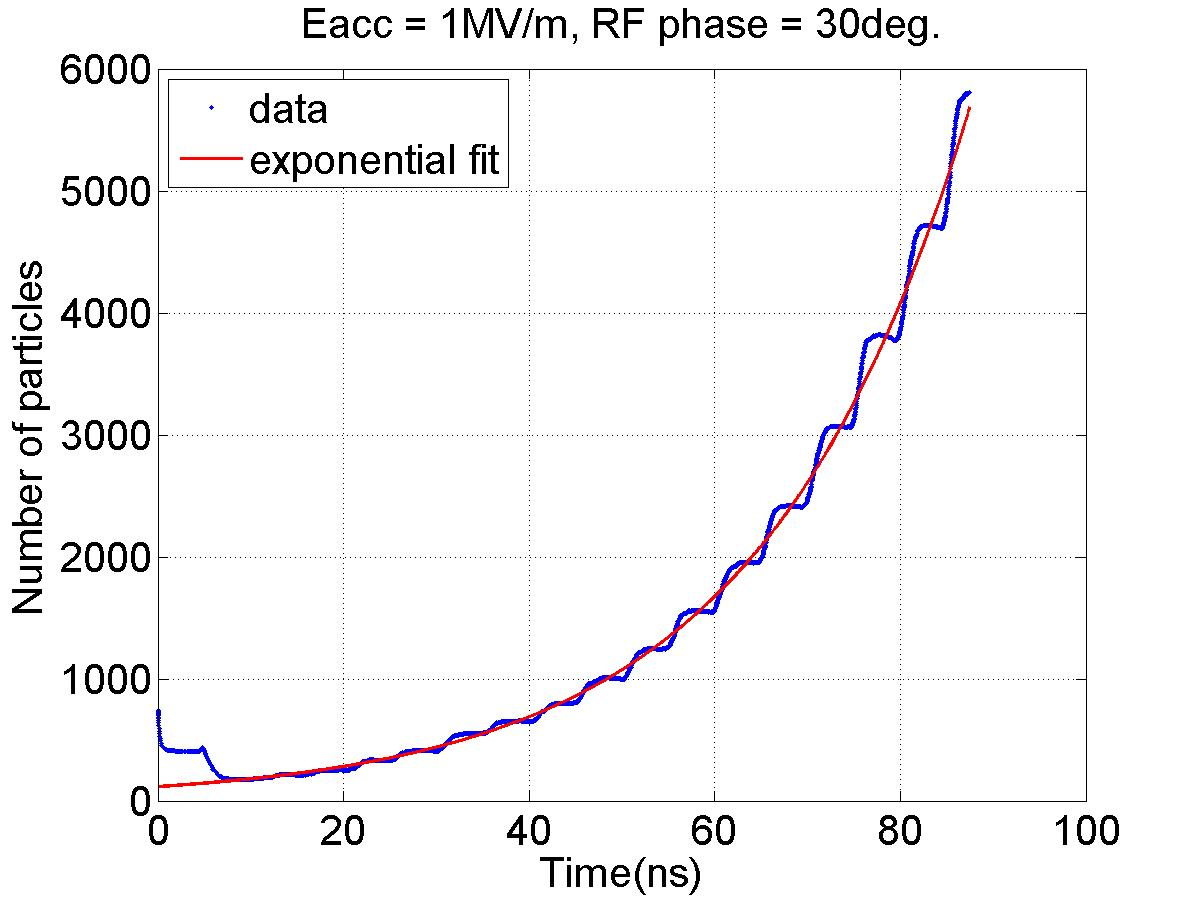 Eacc = 1MV/m, RF phase = 30deg.
6000
data
exponential fit
5000
4000
3000
2000
1000
0
Number of particles
0 20 40 60 80 100
Time(ns)